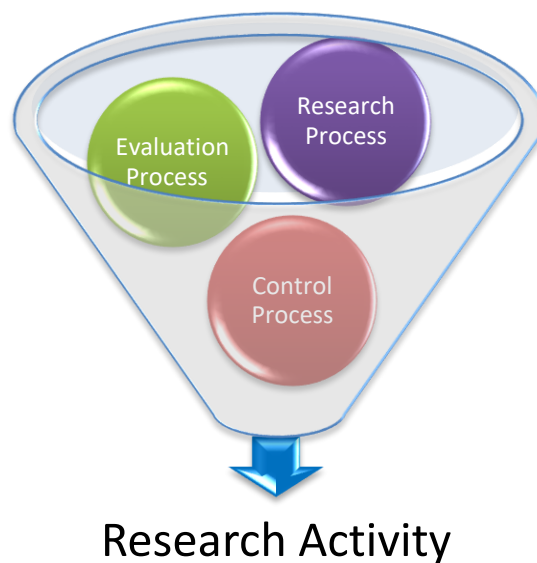 Research
Process
Evaluation
Process
Control
Process
Research Activity